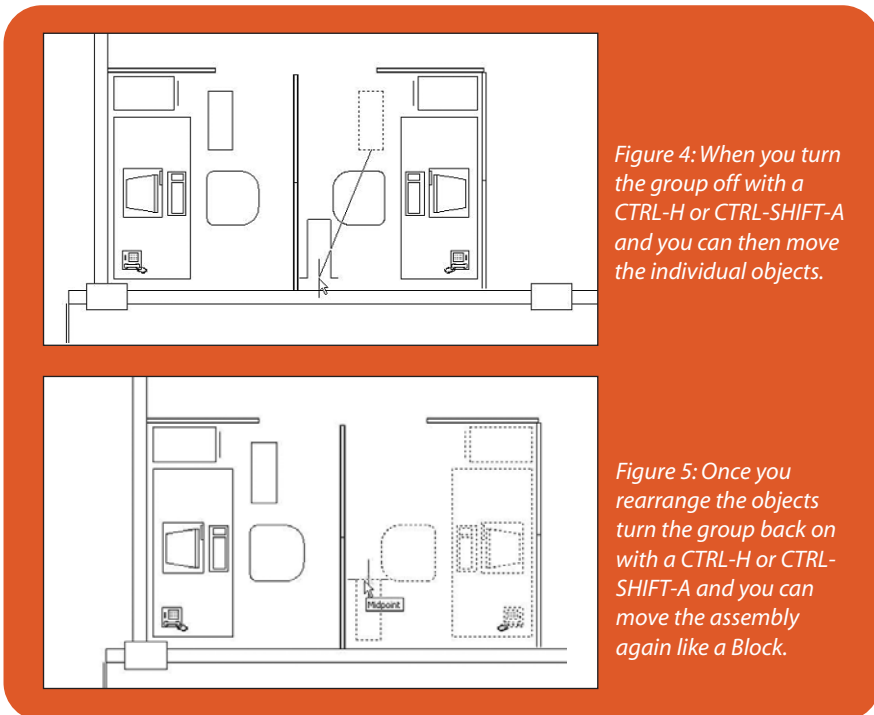 Figure 4: When you turn
the group off with a
CTRL-H or CTRL-SHIFT-A
and you can then move
the individual objects.
Midpoint
Figure 5: Once you
rearrange the objects
turn the group back on
with a CTRL-H or CTRL-
SHIFT-A and you can
move the assembly
again like a Block.